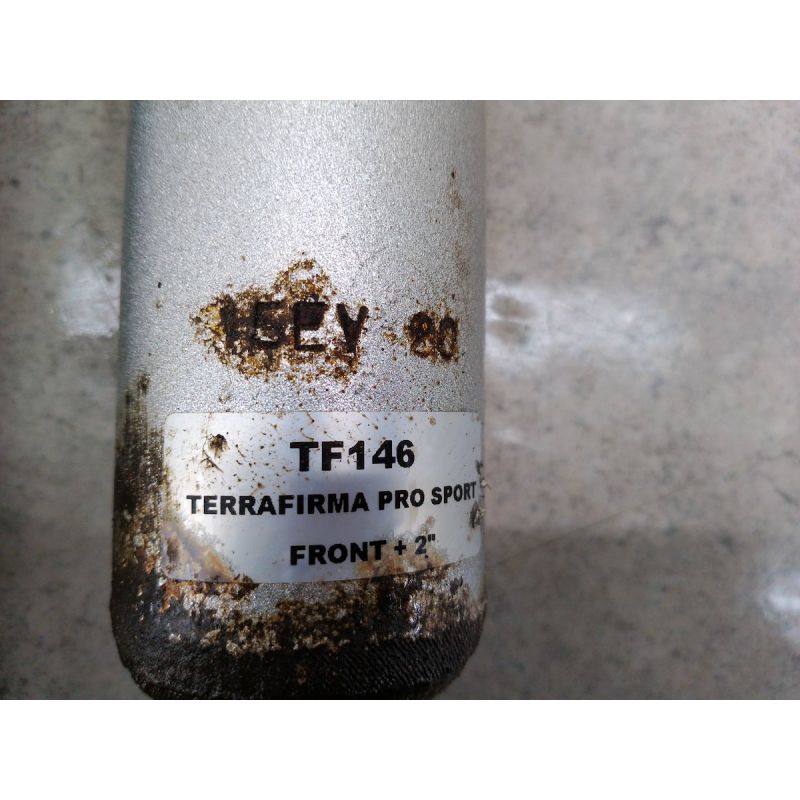 TF146
TERRAFIRMA PRO SPORT
FRONT + 2"